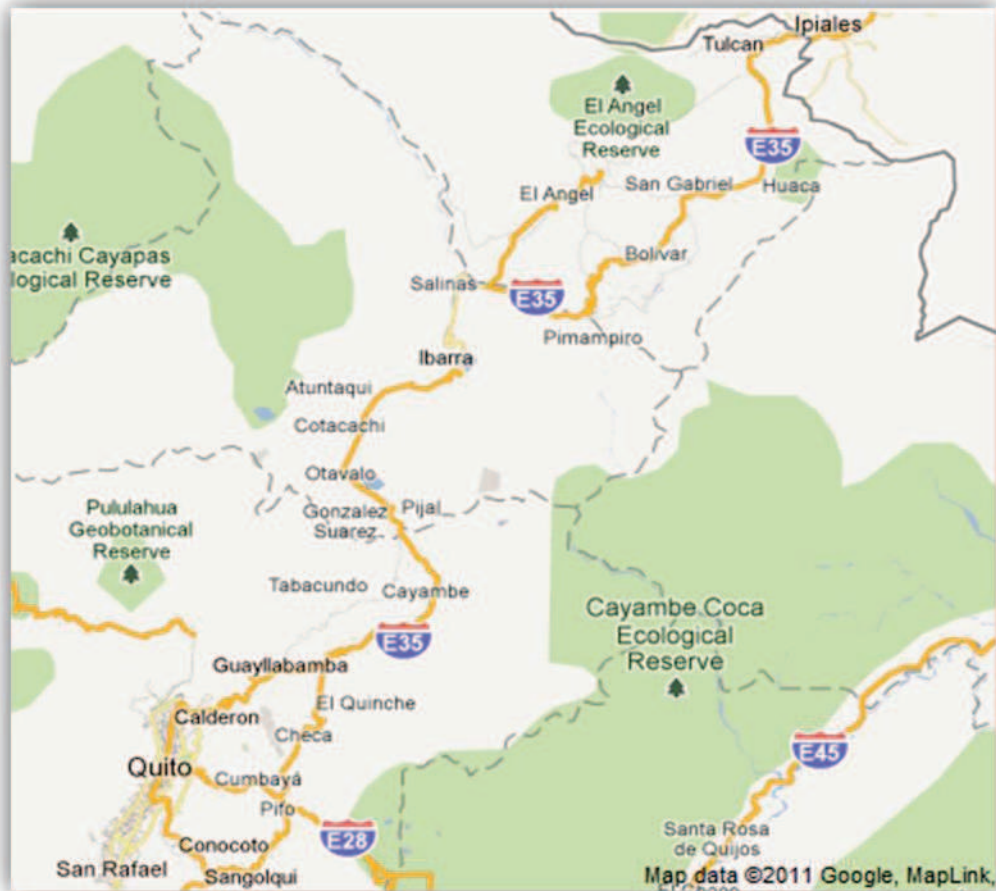 Ipiales
Tulcan
El Angel
Ecological
Reserve
E35
El Angel
San Gabriel
Huaca
acachi Cayapas
logical Reserve
Bolivar
Salinas
E35
Pimampiro
Ibarra
Atuntaqui
Cotacachi
Otavalo
Gonzalez
Suarez
Pijal
Pululahua
Geobotanical
Reserve
Tabacundo
Cayambe
Cayambe Coca
Ecological
Reserve
E35
Guayllabamba
El Quinche
Calderon
Checa
E45
Quito
Cumbayá
Pifo
E28
Conocoto
Santa Rosa
de Quijos
San Rafael
Sangolqui
Map data ©2011 Google, MapLink,